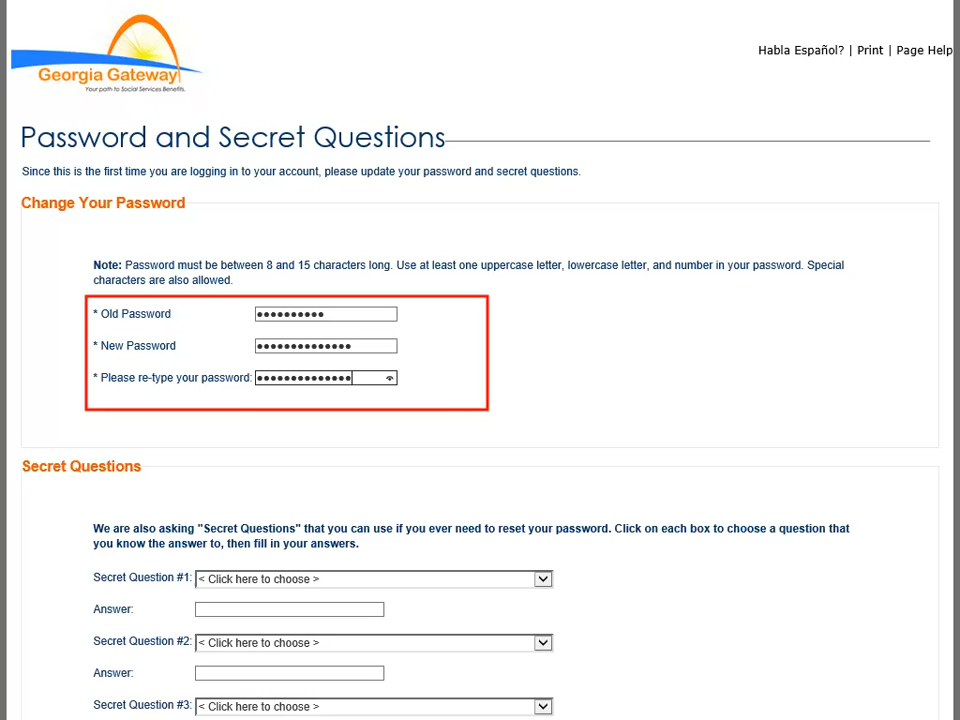 Georgia Gateway
Your path to Social Services Benefits.
Habla Español? | Print | Page Help
Password and Secret Questions
Since this is the first time you are logging in to your account, please update your password and secret questions.
Change Your Password
Note: Password must be between 8 and 15 characters long. Use at least one uppercase letter, lowercase letter, and number in your password. Special
characters are also allowed.
* Old Password ●●●●●●●●●●
* New Password ●●●●●●●●●●●●●●
* Please re-type your password: ●●●●●●●●●●●●●●
Secret Questions
We are also asking "Secret Questions" that you can use if you ever need to reset your password. Click on each box to choose a question that
you know the answer to, then fill in your answers.
Secret Question #1: < Click here to choose >
Answer:
Secret Question #2: < Click here to choose >
Answer:
Secret Question #3: < Click here to choose >